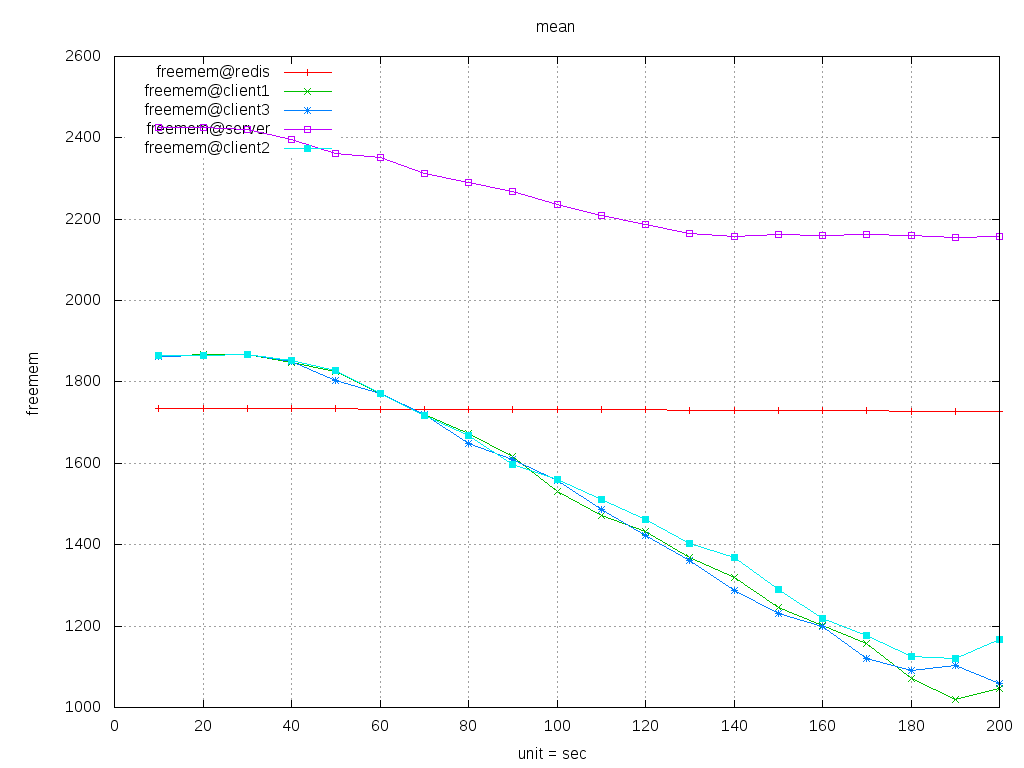 mean
2600
2400
2200
2000
1800
1600
1400
1200
1000
freemem
freemem@redis
freemem@client1
freemem@client3
freemem@server
freemem@client2
0 20 40 60 80 100 120 140 160 180 200
unit = sec